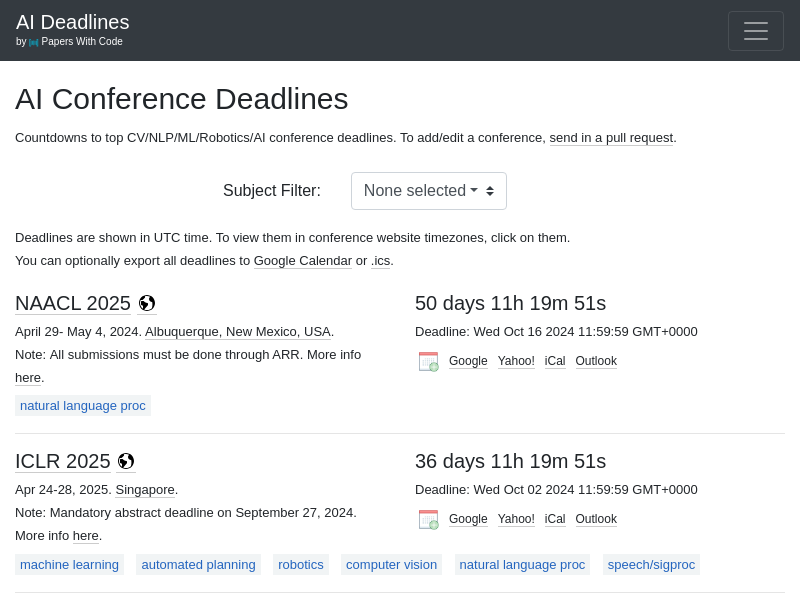 AI Deadlines
by Papers With Code
AI Conference Deadlines
Countdowns to top CV/NLP/ML/Robotics/AI conference deadlines. To add/edit a conference, send in a pull request.
Subject Filter: None selected
Deadlines are shown in UTC time. To view them in conference website timezones, click on them.
You can optionally export all deadlines to Google Calendar or .ics.
NAACL 2025
April 29- May 4, 2024. Albuquerque, New Mexico, USA.
Note: All submissions must be done through ARR. More info
here.
natural language proc
50 days 11h 19m 51s
Deadline: Wed Oct 16 2024 11:59:59 GMT+0000
Google Yahoo! iCal Outlook
ICLR 2025
Apr 24-28, 2025. Singapore.
Note: Mandatory abstract deadline on September 27, 2024.
More info here.
36 days 11h 19m 51s
Deadline: Wed Oct 02 2024 11:59:59 GMT+0000
Google Yahoo! iCal Outlook
machine learning automated planning robotics computer vision natural language proc speech/sigproc